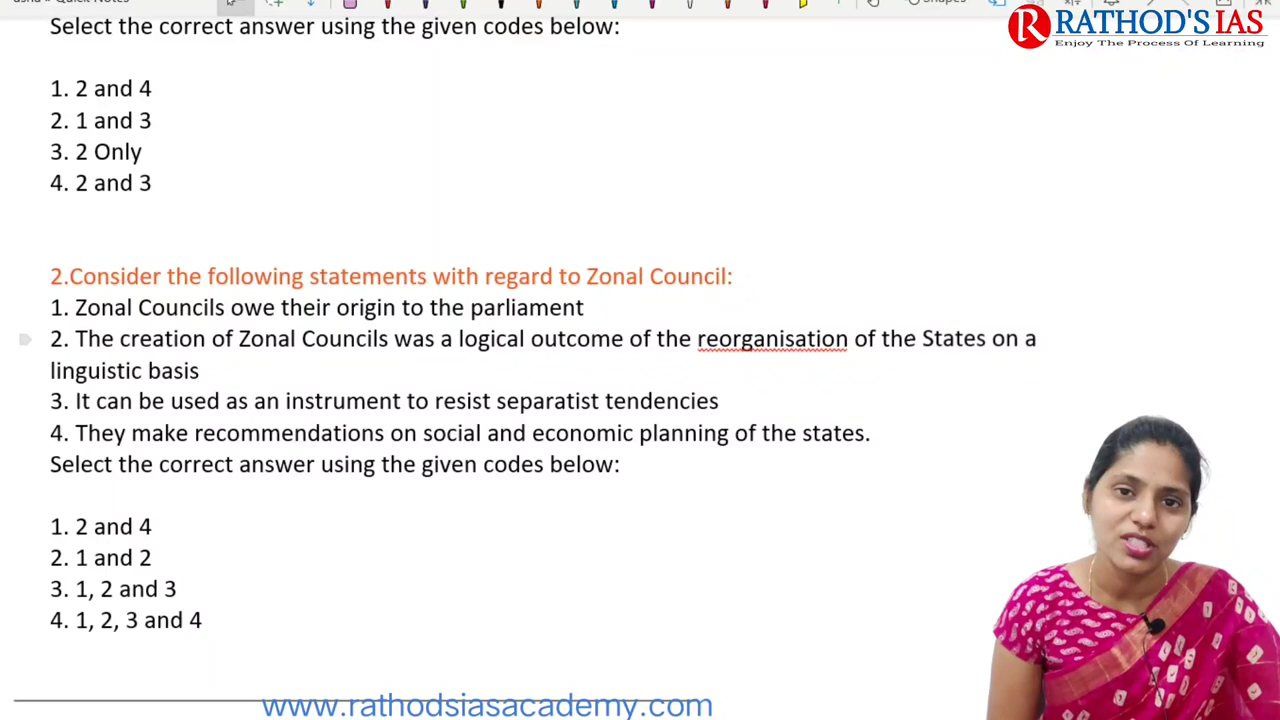 usha » Quick Notes
Shapes
RATHOD'S IAS
Enjoy The Process Of Learning
Select the correct answer using the given codes below:
1. 2 and 4
2. 1 and 3
3. 2 Only
4. 2 and 3
2.Consider the following statements with regard to Zonal Council:
1. Zonal Councils owe their origin to the parliament
2. The creation of Zonal Councils was a logical outcome of the reorganisation of the States on a
linguistic basis
3. It can be used as an instrument to resist separatist tendencies
4. They make recommendations on social and economic planning of the states.
Select the correct answer using the given codes below:
1. 2 and 4
2. 1 and 2
3. 1, 2 and 3
4. 1, 2, 3 and 4
www.rathodsiasacademy.com